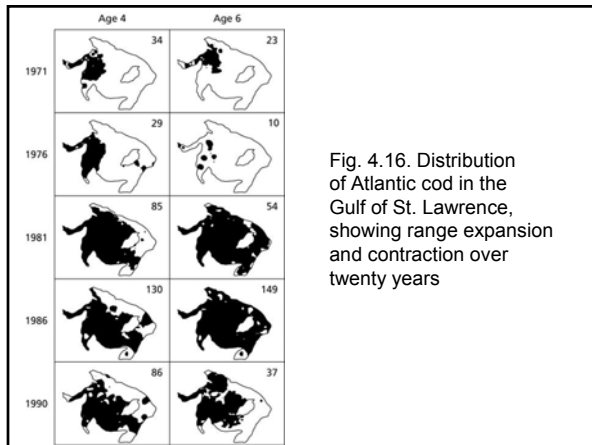 Age 4 Age 6
1971 34 23
1976 29 10
1981 85 54
1986 130 149
1990 86 37
Fig. 4.16. Distribution
of Atlantic cod in the
Gulf of St. Lawrence,
showing range expansion
and contraction over
twenty years